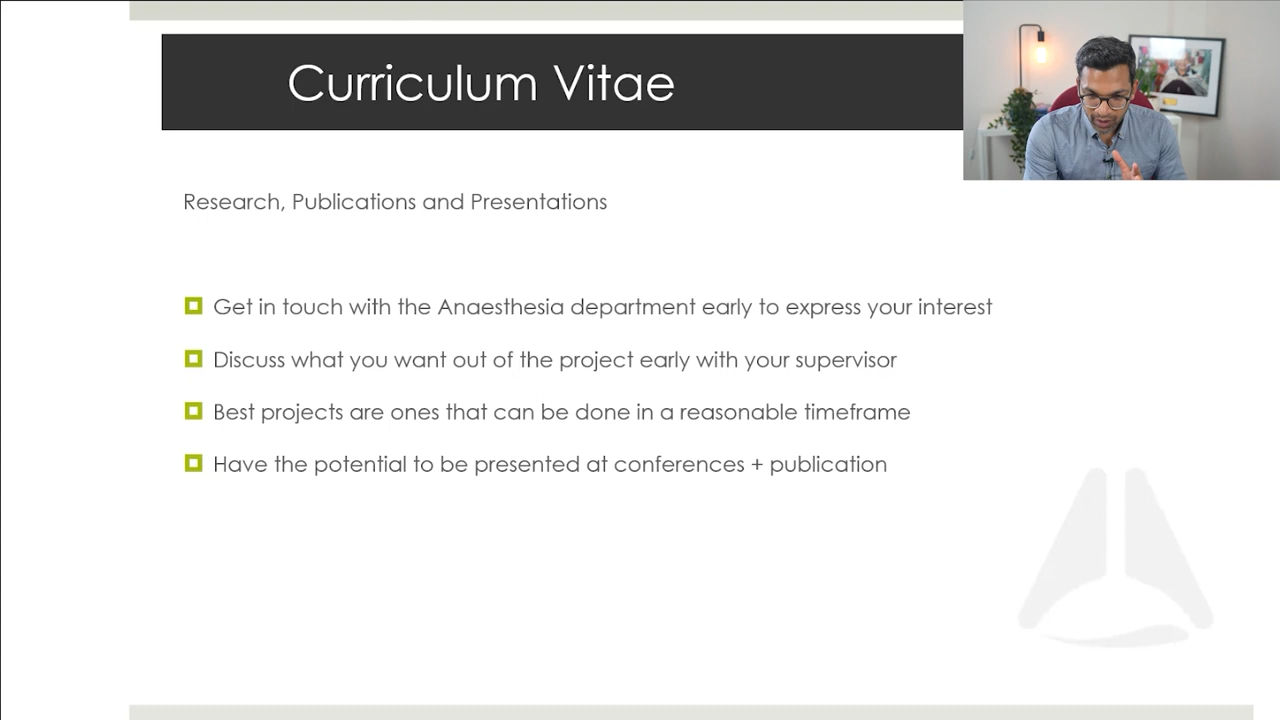 Curriculum Vitae
Research, Publications and Presentations
Get in touch with the Anaesthesia department early to express your interest
Discuss what you want out of the project early with your supervisor
Best projects are ones that can be done in a reasonable timeframe
Have the potential to be presented at conferences + publication